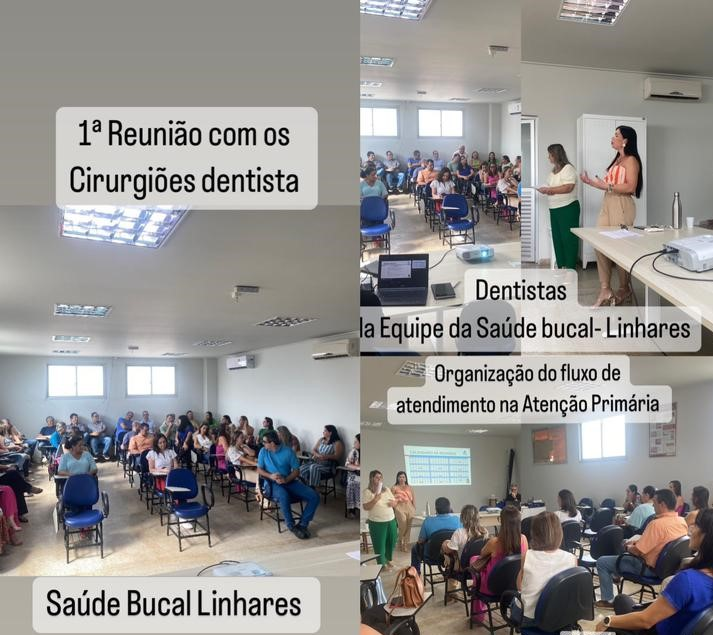 1ª Reunião com os
Cirurgiões dentista
Saúde Bucal Linhares
Dentistas
la Equipe da Saúde bucal- Linhares
Organização do fluxo de
atendimento na Atenção Primária